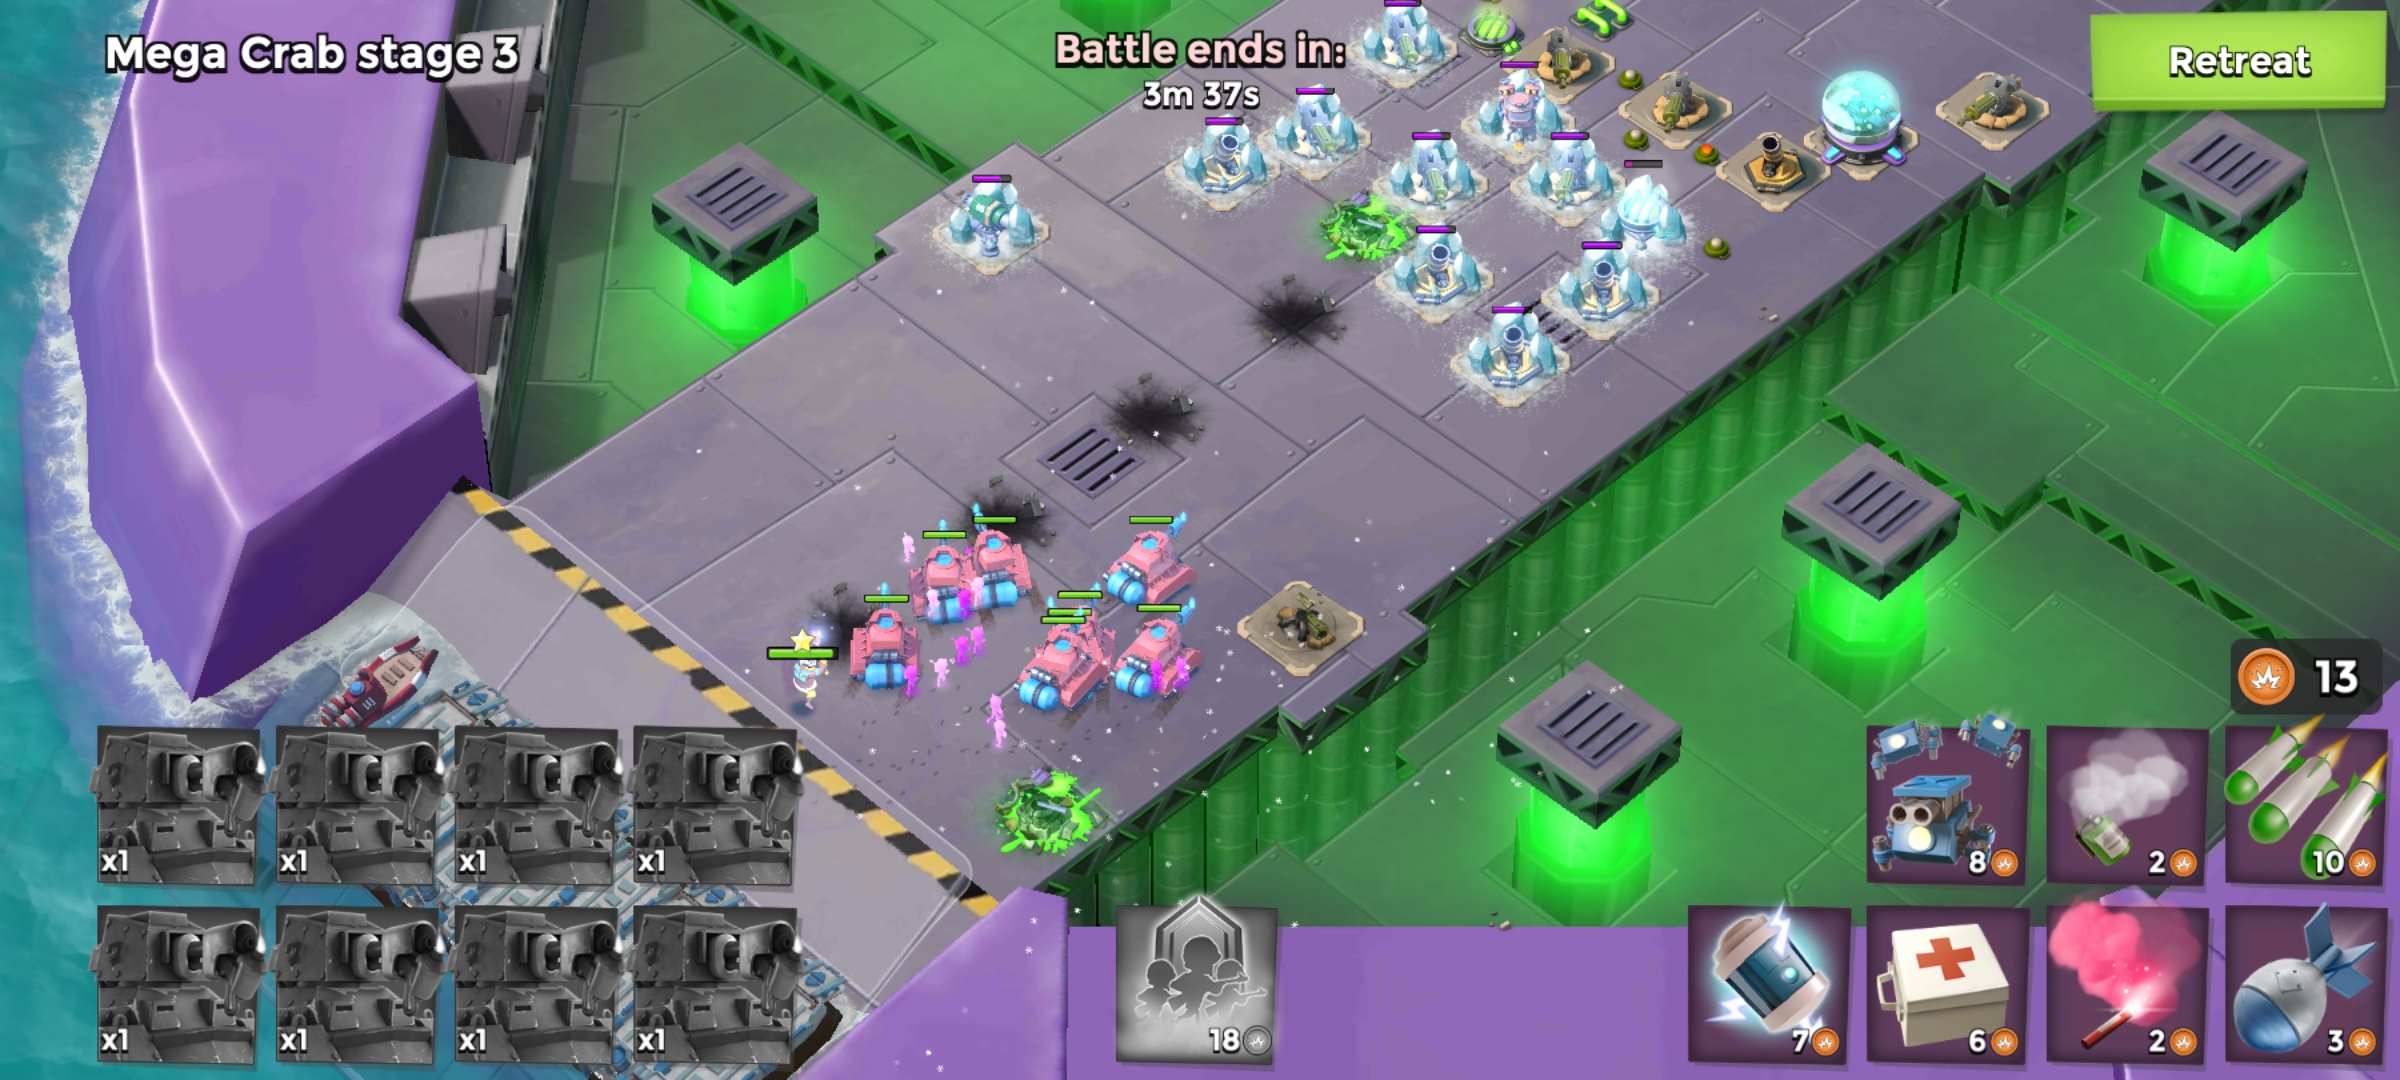 Mega Crab stage 3
Battle ends in:
3m 37s
Retreat
13
x1
x1
x1
x1
8
2
10
x1
x1
x1
x1
18
7
6
2
3